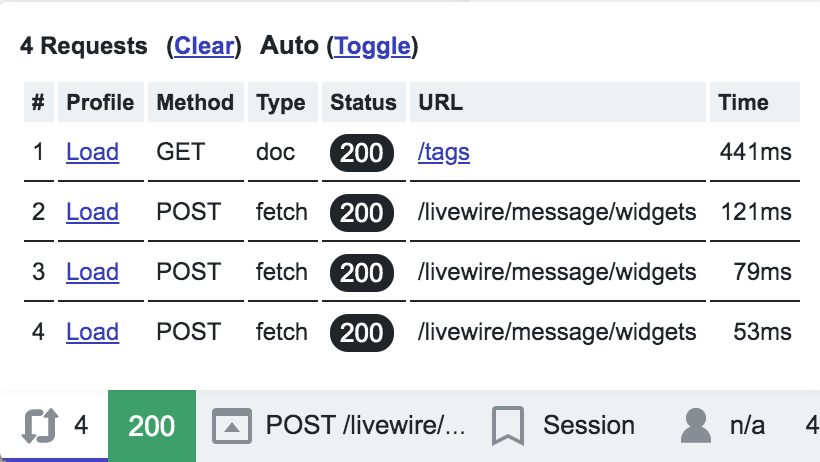 4 Requests (Clear) Auto (Toggle)
# Profile Method Type Status URL Time
1 Load GET doc 200 /tags 441ms
2 Load POST fetch 200 /livewire/message/widgets 121ms
3 Load POST fetch 200 /livewire/message/widgets 79ms
4 Load POST fetch 200 /livewire/message/widgets 53ms
4 200 POST /livewire/... Session n/a 4